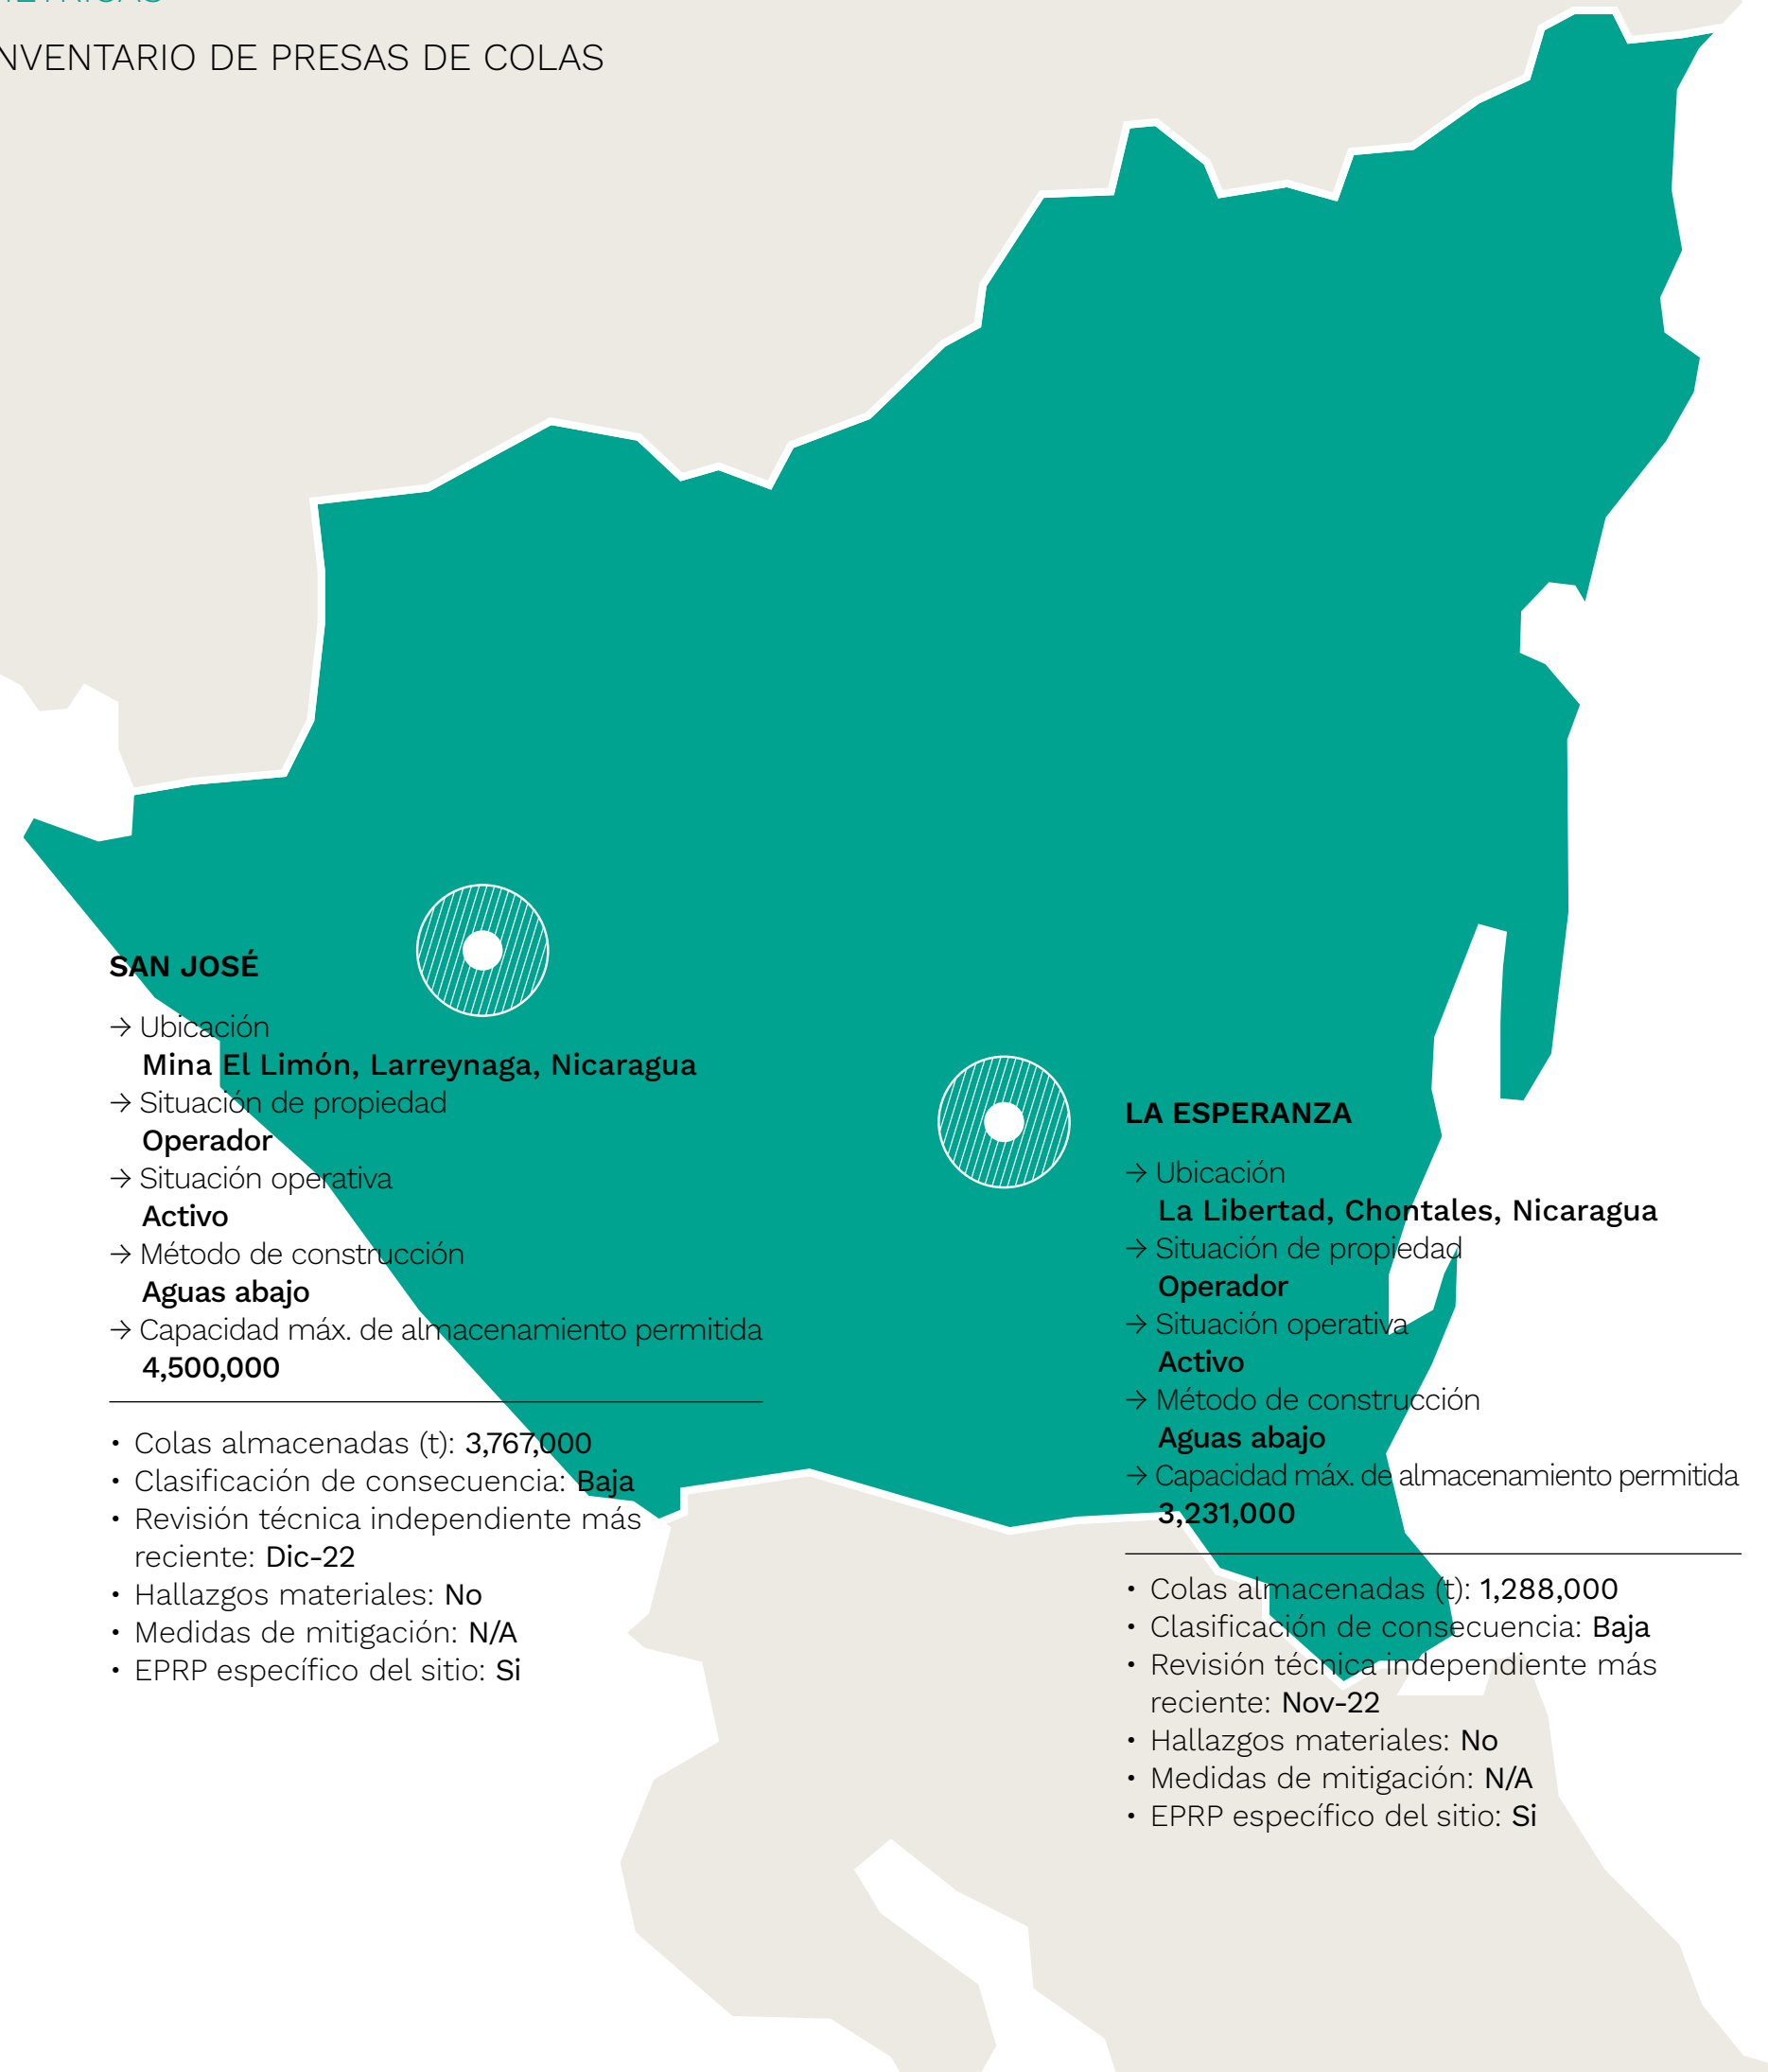 INVENTARIO DE PRESAS DE COLAS
SAN JOSÉ
→ Ubicación
Mina El Limón, Larreynaga, Nicaragua
→ Situación de propiedad
Operador
→ Situación operativa
Activo
→ Método de construcción
Aguas abajo
→ Capacidad máx. de almacenamiento permitida
4,500,000
• Colas almacenadas (t): 3,767,000
• Clasificación de consecuencia: Baja
• Revisión técnica independiente más
reciente: Dic-22
• Hallazgos materiales: No
• Medidas de mitigación: N/A
• EPRP específico del sitio: Si
LA ESPERANZA
→ Ubicación
La Libertad, Chontales, Nicaragua
→ Situación de propiedad
Operador
→ Situación operativa
Activo
→ Método de construcción
Aguas abajo
→ Capacidad máx. de almacenamiento permitida
3,231,000
• Colas almacenadas (t): 1,288,000
• Clasificación de consecuencia: Baja
• Revisión técnica independiente más
reciente: Nov-22
• Hallazgos materiales: No
• Medidas de mitigación: N/A
• EPRP específico del sitio: Si